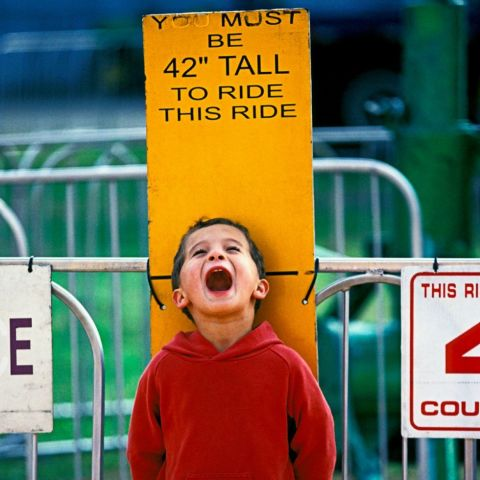 YOU MUST
BE
42" TALL
TO RIDE
THIS RIDE
E
THIS RI
4
COU